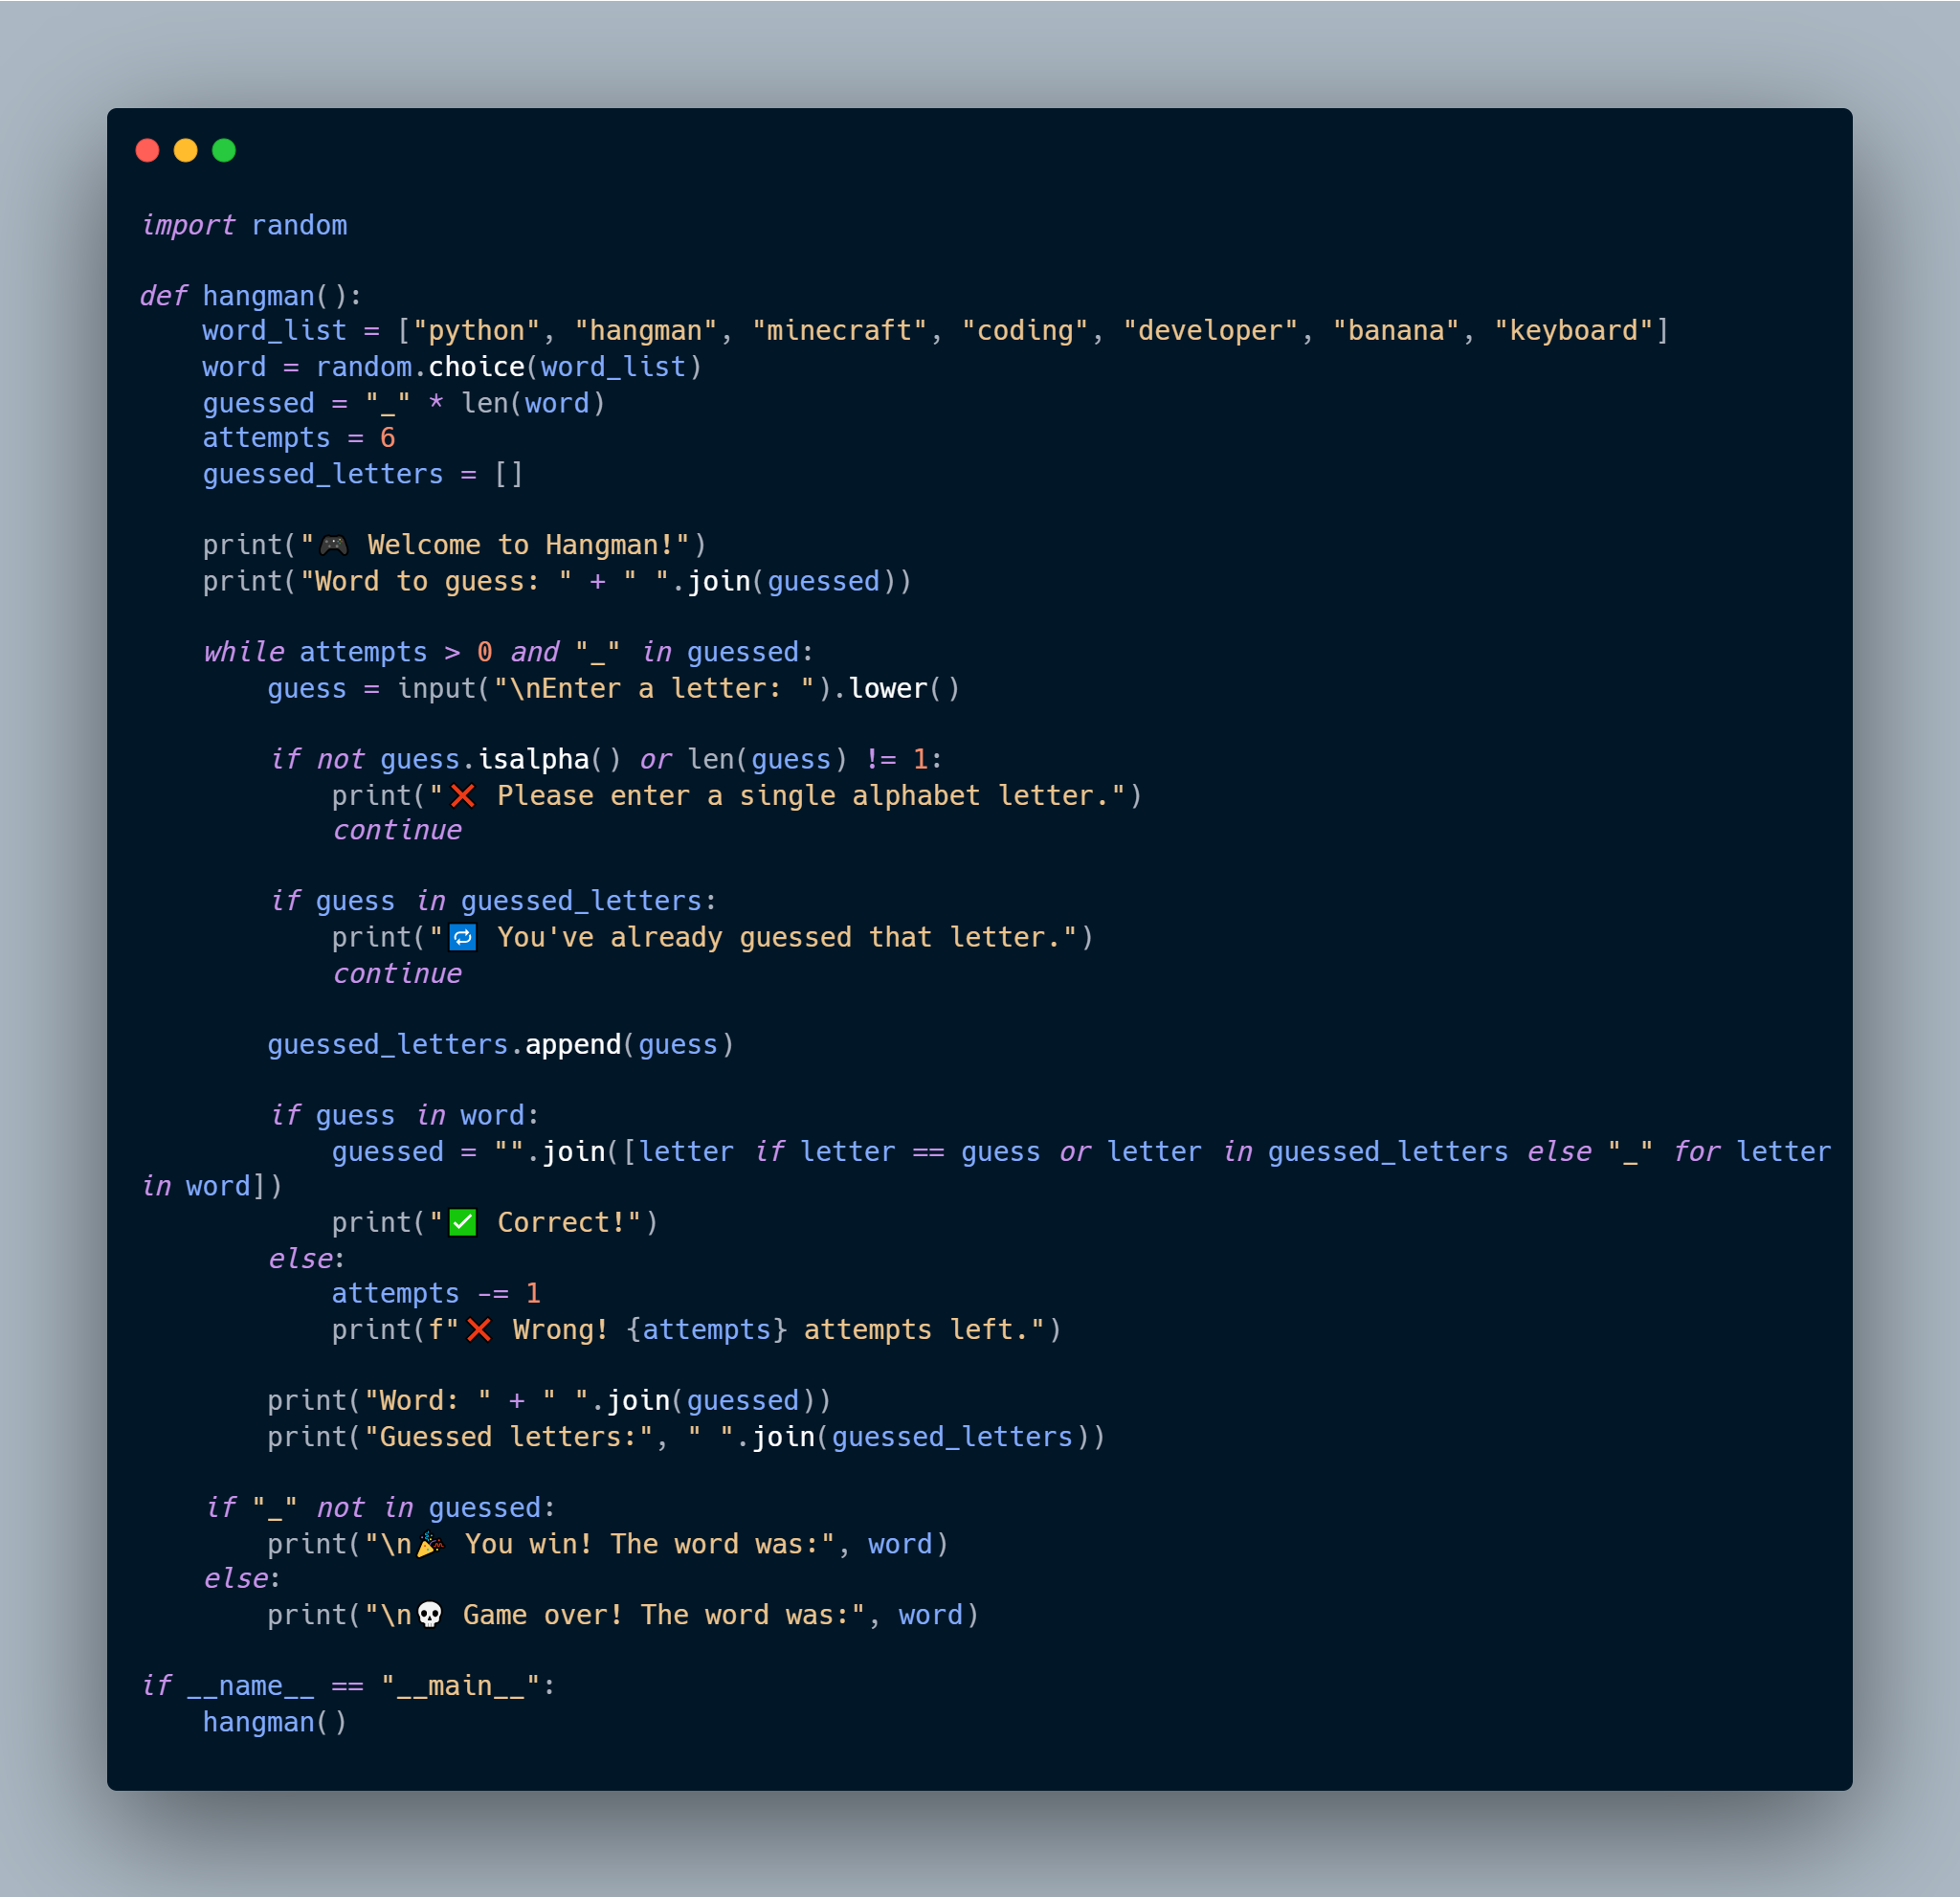 import random

def hangman():
    word_list = ["python", "hangman", "minecraft", "coding", "developer", "banana", "keyboard"]
    word = random.choice(word_list)
    guessed = "_" * len(word)
    attempts = 6
    guessed_letters = []

    print("🎮 Welcome to Hangman!")
    print("Word to guess: " + " ".join(guessed))

    while attempts > 0 and "_" in guessed:
        guess = input("\nEnter a letter: ").lower()

        if not guess.isalpha() or len(guess) != 1:
            print("❌ Please enter a single alphabet letter.")
            continue

        if guess in guessed_letters:
            print("🔁 You've already guessed that letter.")
            continue

        guessed_letters.append(guess)

        if guess in word:
            guessed = "".join([letter if letter == guess or letter in guessed_letters else "_" for letter
in word])
            print("✅ Correct!")
        else:
            attempts -= 1
            print(f"❌ Wrong! {attempts} attempts left.")

        print("Word: " + " ".join(guessed))
        print("Guessed letters:", " ".join(guessed_letters))

    if "_" not in guessed:
        print("\n🎉 You win! The word was:", word)
    else:
        print("\n💀 Game over! The word was:", word)

if __name__ == "__main__":
    hangman()